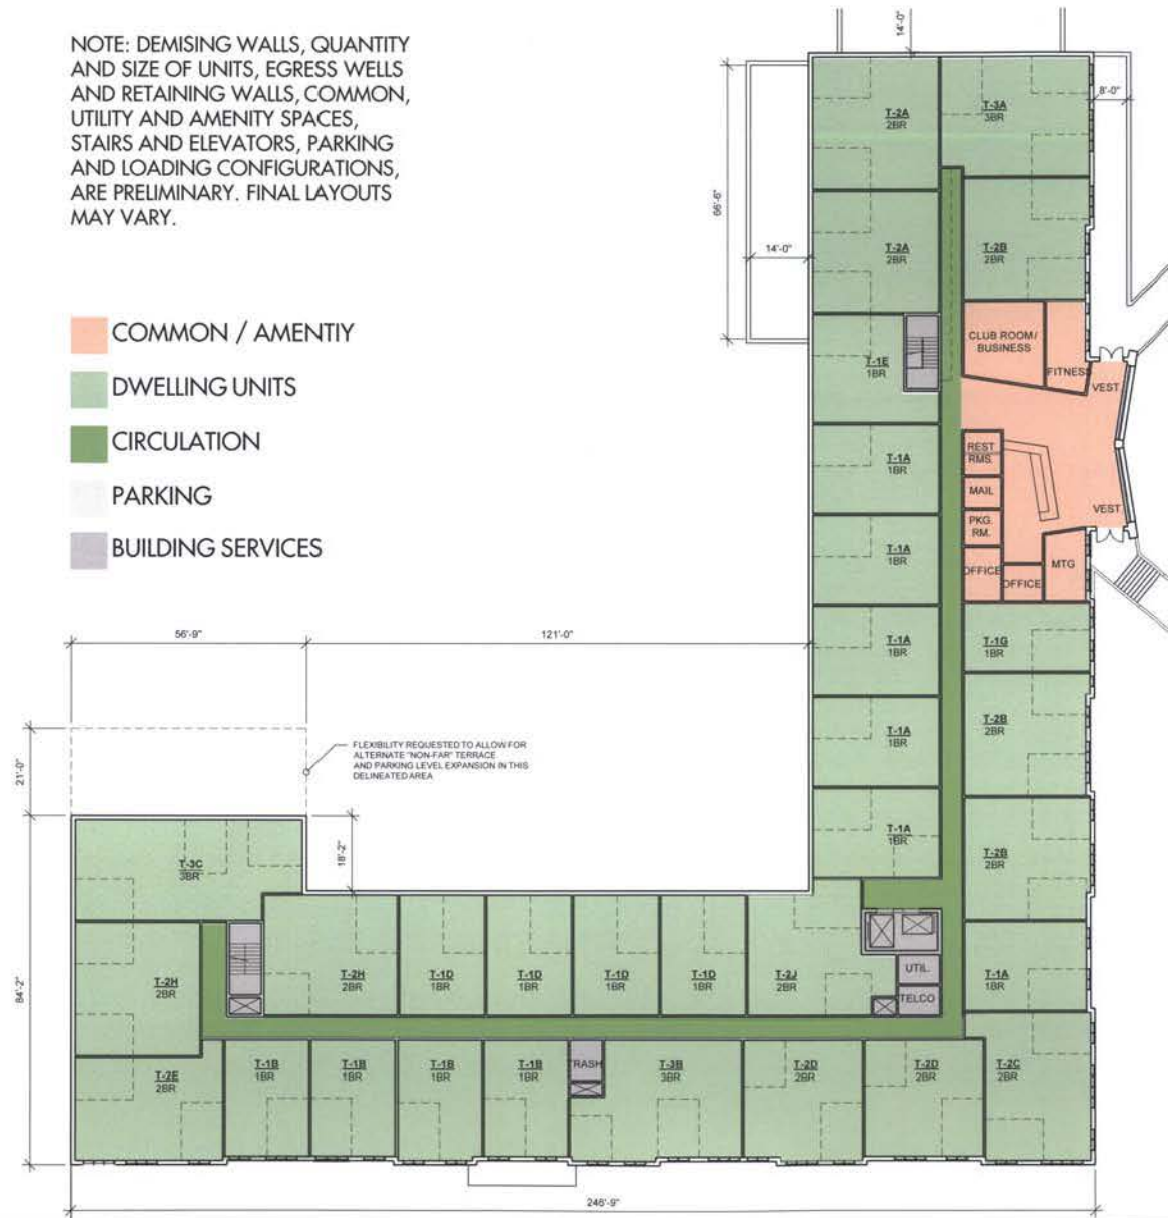 NOTE: DEMISING WALLS, QUANTITY
AND SIZE OF UNITS, EGRESS WELLS
AND RETAINING WALLS, COMMON,
UTILITY AND AMENITY SPACES,
STAIRS AND ELEVATORS, PARKING
AND LOADING CONFIGURATIONS,
ARE PRELIMINARY. FINAL LAYOUTS
MAY VARY.
COMMON / AMENTIY
DWELLING UNITS
CIRCULATION
PARKING
BUILDING SERVICES
14'-0"
8'-0"
66'-6"
14'-0"
T-2A
2BR
T-3A
3BR
T-2A
2BR
T-2B
2BR
CLUB ROOM/
BUSINESS
FITNESS
VEST.
T-1E
1BR
REST
RMS.
MAIL
PKG.
RM.
OFFICE
OFFICE
MTG
VEST.
T-1A
1BR
T-1A
1BR
T-1A
1BR
T-1A
1BR
T-1A
1BR
T-1G
1BR
T-2B
2BR
T-2B
2BR
T-1A
1BR
T-2C
2BR
56'-9"
121'-0"
21'-0"
18'-2"
84'-2"
FLEXIBILITY REQUESTED TO ALLOW FOR
ALTERNATE "NON-FAR" TERRACE
AND PARKING LEVEL EXPANSION IN THIS
DELINEATED AREA
T-3C
3BR
T-2H
2BR
T-2H
2BR
T-1D
1BR
T-1D
1BR
T-1D
1BR
T-1D
1BR
T-2J
2BR
UTIL.
TELCO
T-2E
2BR
T-1B
1BR
T-1B
1BR
T-1B
1BR
T-1B
1BR
TRASH
T-3B
3BR
T-2D
2BR
T-2D
2BR
246'-9"